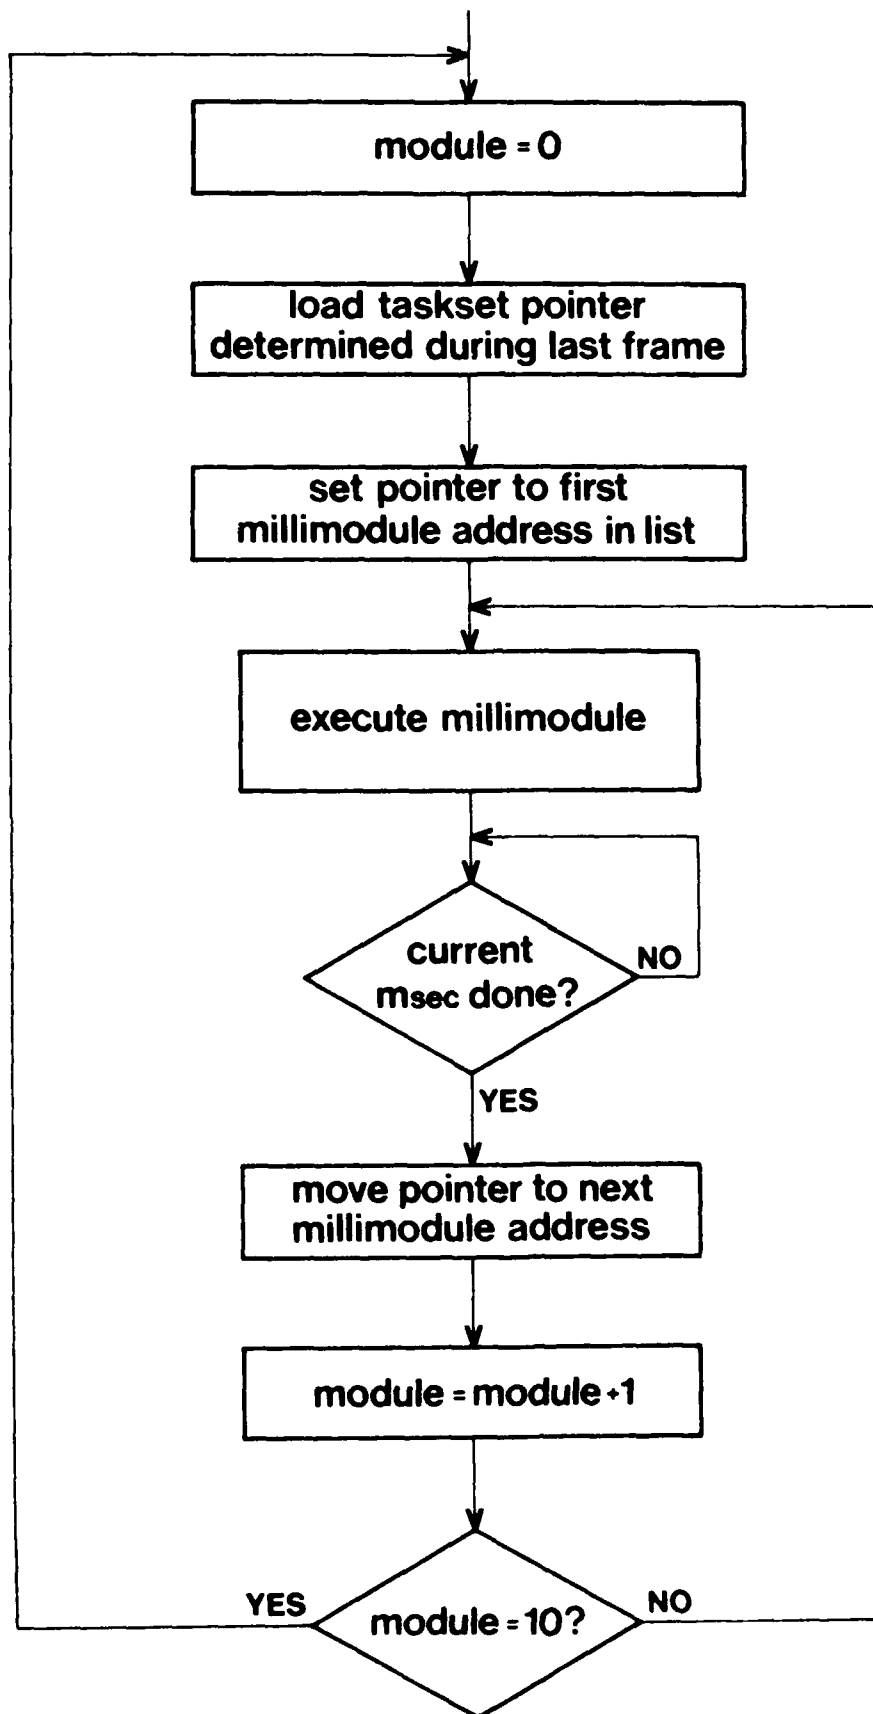 module = 0
load taskset pointer
determined during last frame
set pointer to first
millimodule address in list
execute millimodule
current
msec done?
NO
YES
move pointer to next
millimodule address
module = module +1
YES
module = 10?
NO